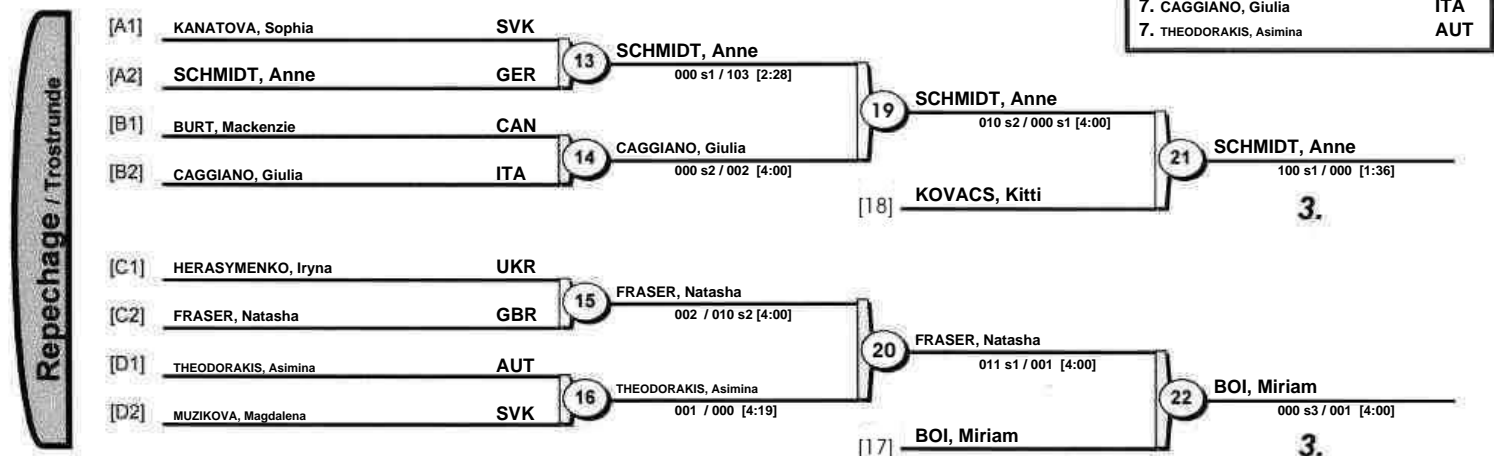 7. CAGGIANO, Giulia ITA
7. THEODORAKIS, Asimina AUT
Repechage / Trostrunde
[A1] KANATOVA, Sophia SVK
13
SCHMIDT, Anne
000 s1 / 103 [2:28]
[A2] SCHMIDT, Anne GER
[B1] BURT, Mackenzie CAN
14
CAGGIANO, Giulia
000 s2 / 002 [4:00]
[B2] CAGGIANO, Giulia ITA
19
SCHMIDT, Anne
010 s2 / 000 s1 [4:00]
[18] KOVACS, Kitti
21
SCHMIDT, Anne
100 s1 / 000 [1:36]
3.
[C1] HERASYMENKO, Iryna UKR
15
FRASER, Natasha
002 / 010 s2 [4:00]
[C2] FRASER, Natasha GBR
[D1] THEODORAKIS, Asimina AUT
16
THEODORAKIS, Asimina
001 / 000 [4:19]
[D2] MUZIKOVA, Magdalena SVK
20
FRASER, Natasha
011 s1 / 001 [4:00]
[17] BOI, Miriam
22
BOI, Miriam
000 s3 / 001 [4:00]
3.